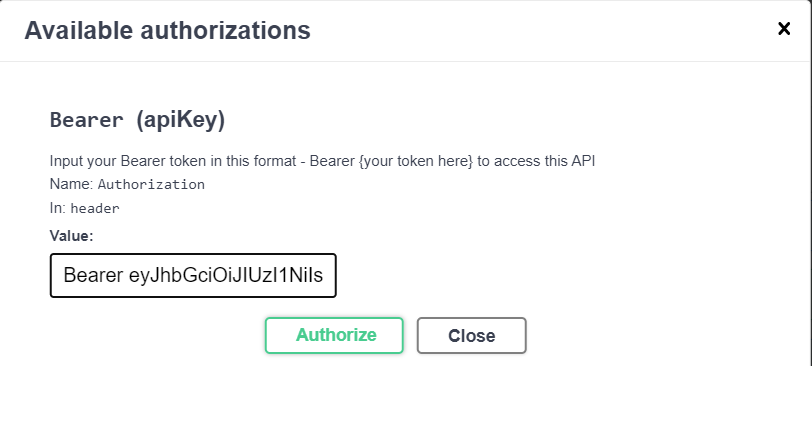 Available authorizations
Bearer (apiKey)
Input your Bearer token in this format - Bearer {your token here} to access this API
Name: Authorization
In: header
Value:
Bearer eyJhbGciOiJIUzI1NiIs
Authorize Close